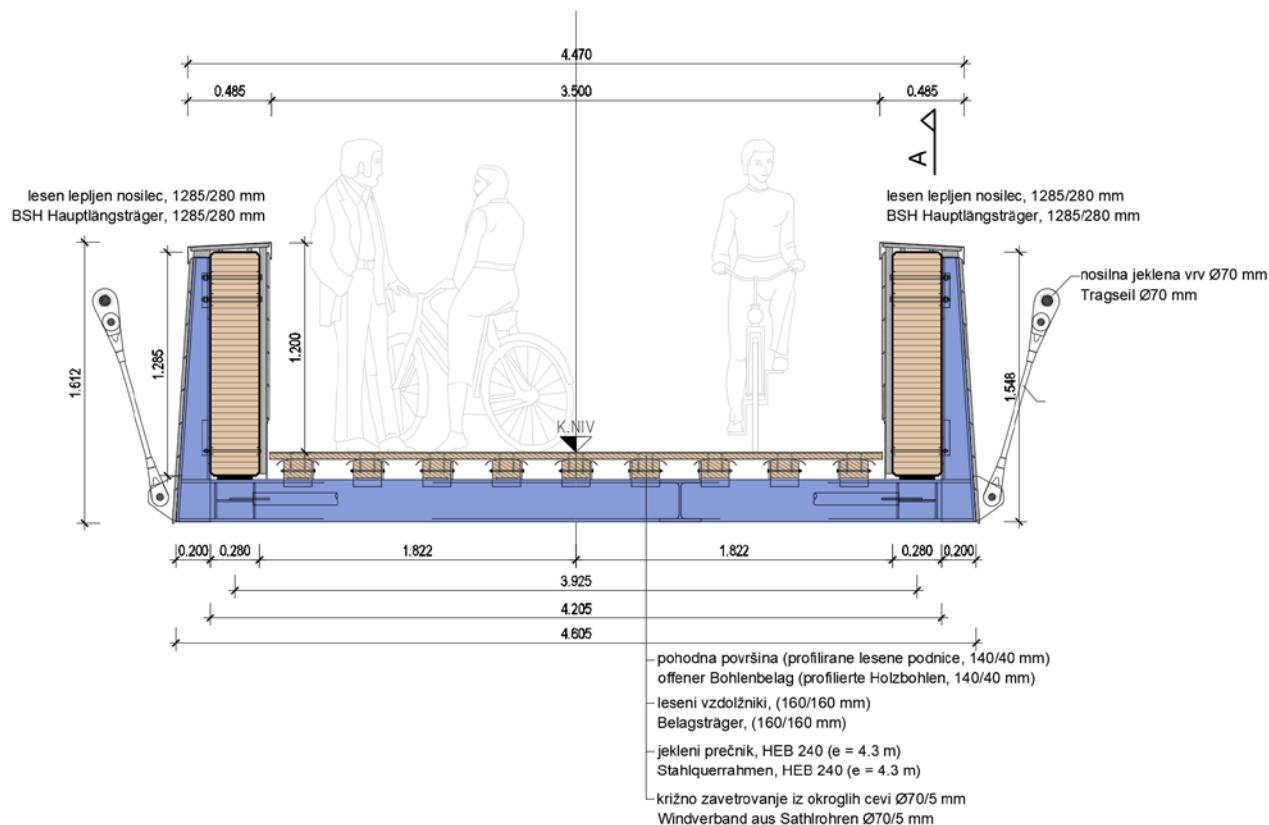 4.470
0.485
3.500
0.485
A
lesen lepljen nosilec, 1285/280 mm
BSH Hauptlängsträger, 1285/280 mm
lesen lepljen nosilec, 1285/280 mm
BSH Hauptlängsträger, 1285/280 mm
nosilna jeklena vrv Ø70 mm
Tragseil Ø70 mm
1.612
1.285
1.200
1.548
K.NIV
0.200
0.280
1.822
1.822
0.280
0.200
3.925
4.205
4.605
pohodna površina (profilirane lesene podnice, 140/40 mm)
offener Bohlenbelag (profilierte Holzbohlen, 140/40 mm)
leseni vzdolžniki, (160/160 mm)
Belagsträger, (160/160 mm)
jekleni prečnik, HEB 240 (e = 4.3 m)
Stahlquerrahmen, HEB 240 (e = 4.3 m)
križno zavetrovanje iz okroglih cevi Ø70/5 mm
Windverband aus Sathlrohren Ø70/5 mm